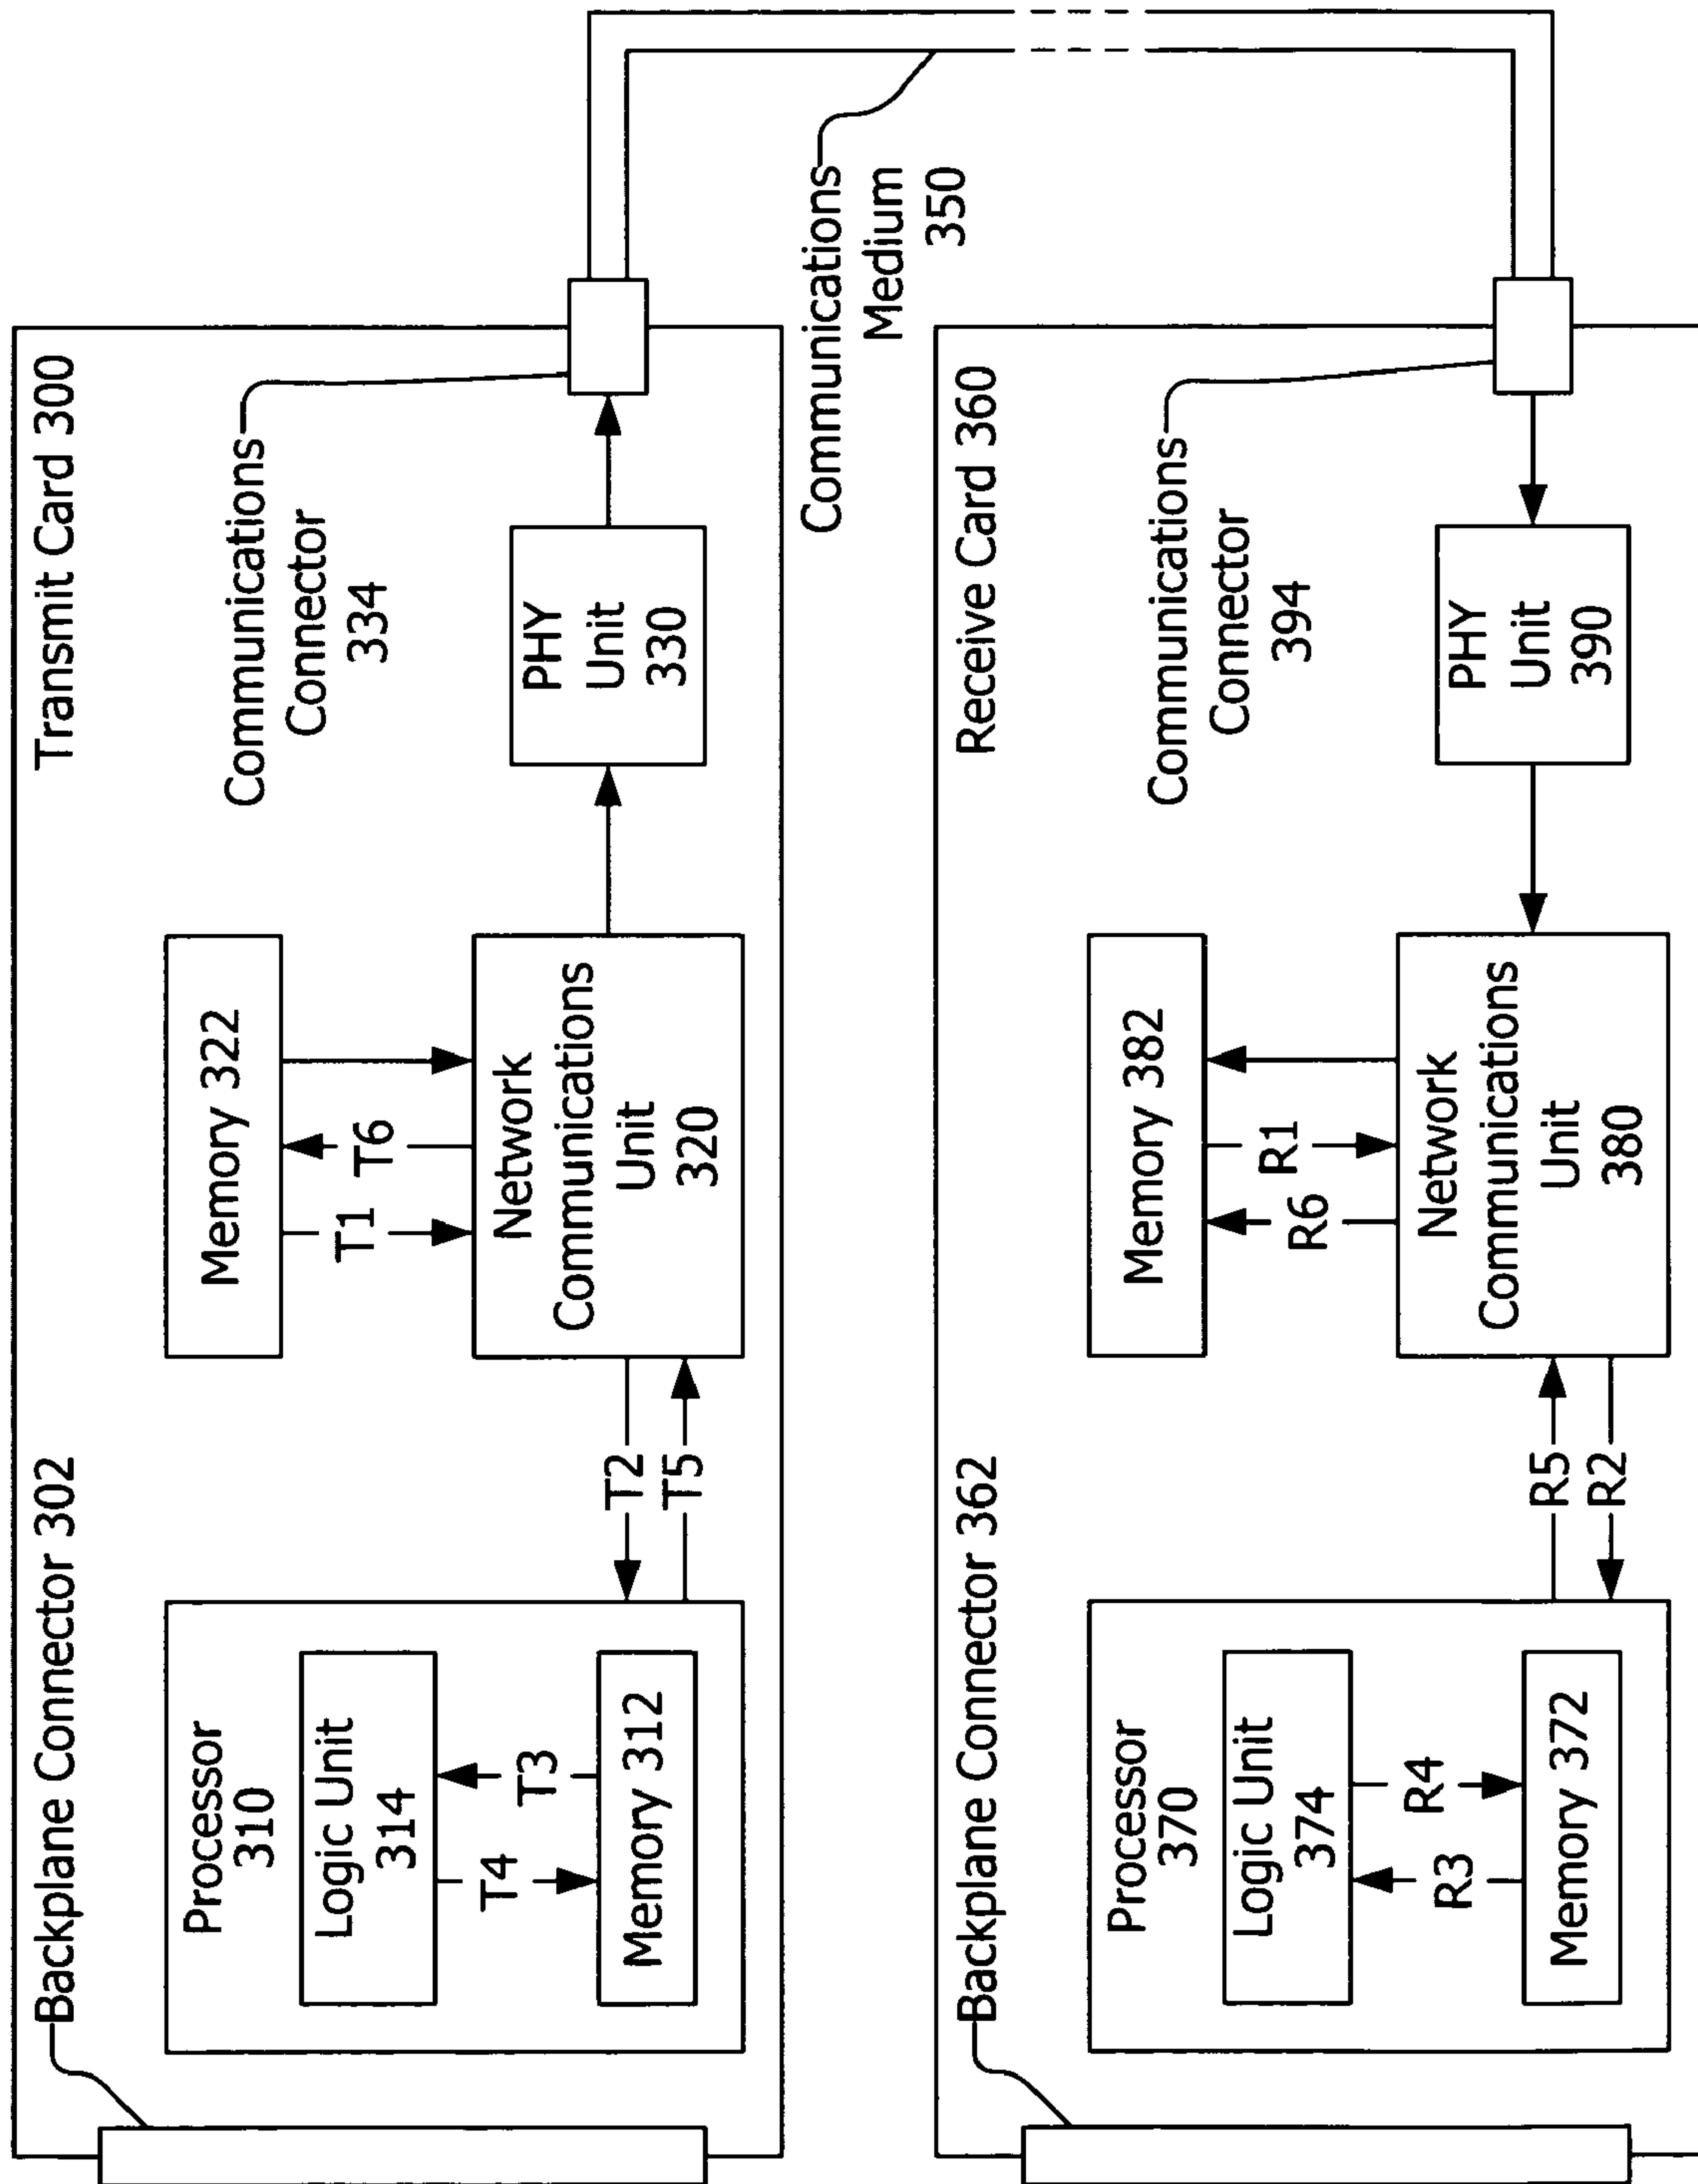 Backplane Connector 302
Transmit Card 300
Processor
310
Logic Unit
314
T4
T3
Memory 312
T2
T5
Memory 322
T1
T6
Network
Communications
Unit
320
Communications
Connector
334
PHY
Unit
330
Communications
Medium
350
Backplane Connector 362
Receive Card 360
Processor
370
Logic Unit
374
R3
R4
Memory 372
R5
R2
Memory 382
R6
R1
Network
Communications
Unit
380
Communications
Connector
394
PHY
Unit
390